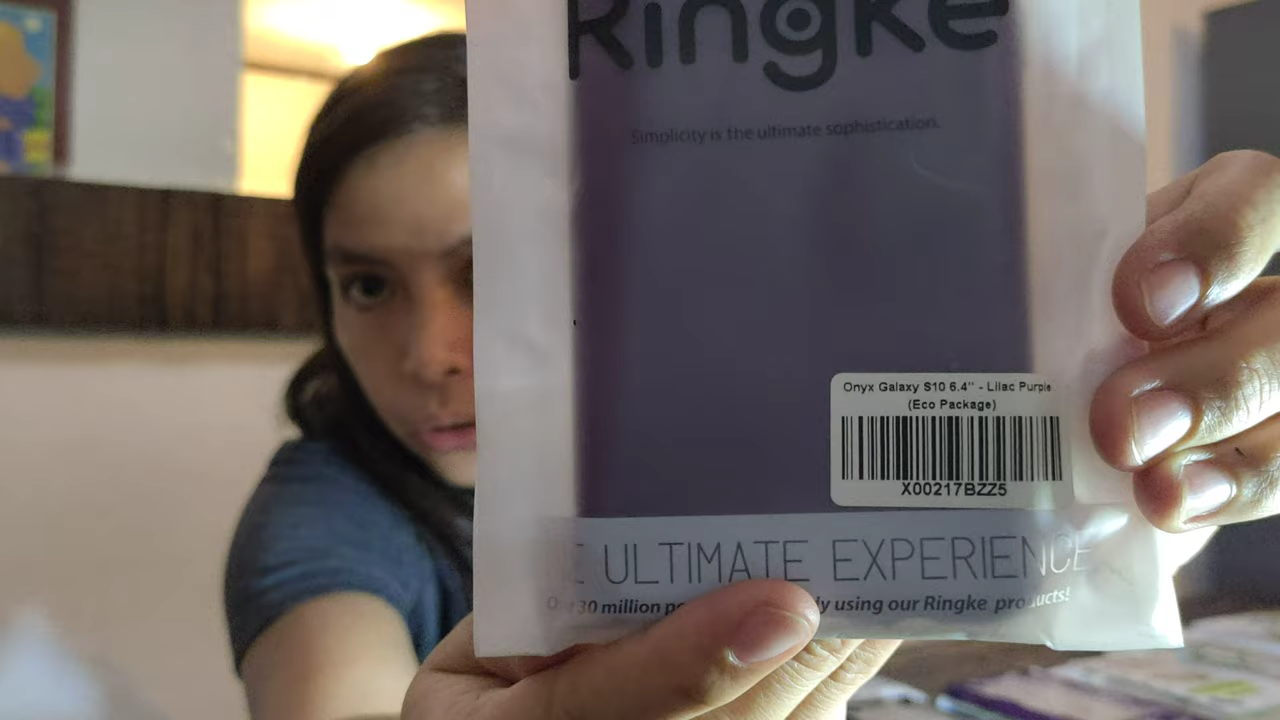 Ringke
Simplicity is the ultimate sophistication.
Onyx Galaxy S10 6.4" - Lilac Purple
(Eco Package)
X00217BZZ5
ULTIMATE EXPERIENCE
30 million using our Ringke products!